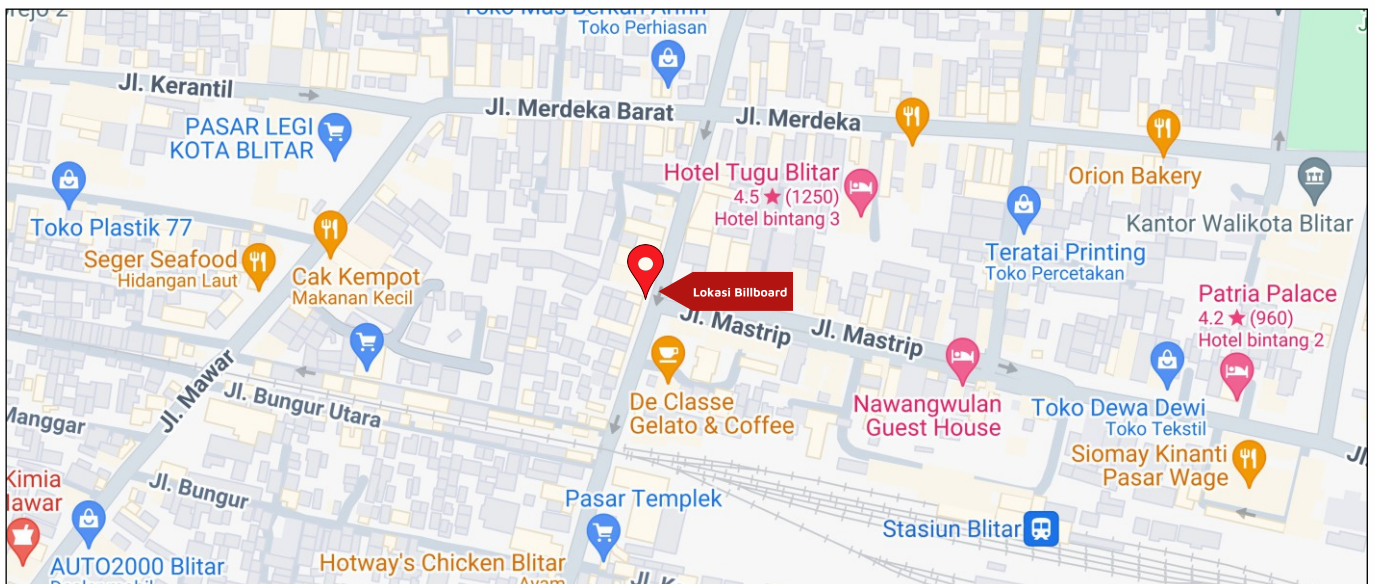 Toko Perhiasan
Jl. Kerantil
Jl. Merdeka Barat
Jl. Merdeka
PASAR LEGI
KOTA BLITAR
Hotel Tugu Blitar
4.5 ★ (1250)
Hotel bintang 3
Orion Bakery
Kantor Walikota Blitar
Toko Plastik 77
Seger Seafood
Hidangan Laut
Cak Kempot
Makanan Kecil
Teratai Printing
Toko Percetakan
Lokasi Billboard
Patria Palace
4.2 ★ (960)
Hotel bintang 2
Jl. Mastrip
Jl. Mastrip
Jl. Mawar
Jl. Bungur Utara
Manggar
De Classe
Gelato & Coffee
Nawangwulan
Guest House
Toko Dewa Dewi
Toko Tekstil
Siomay Kinanti
Pasar Wage
Kimia
Jl. Bungur
Pasar Templek
Stasiun Blitar
AUTO2000 Blitar
Hotway's Chicken Blitar